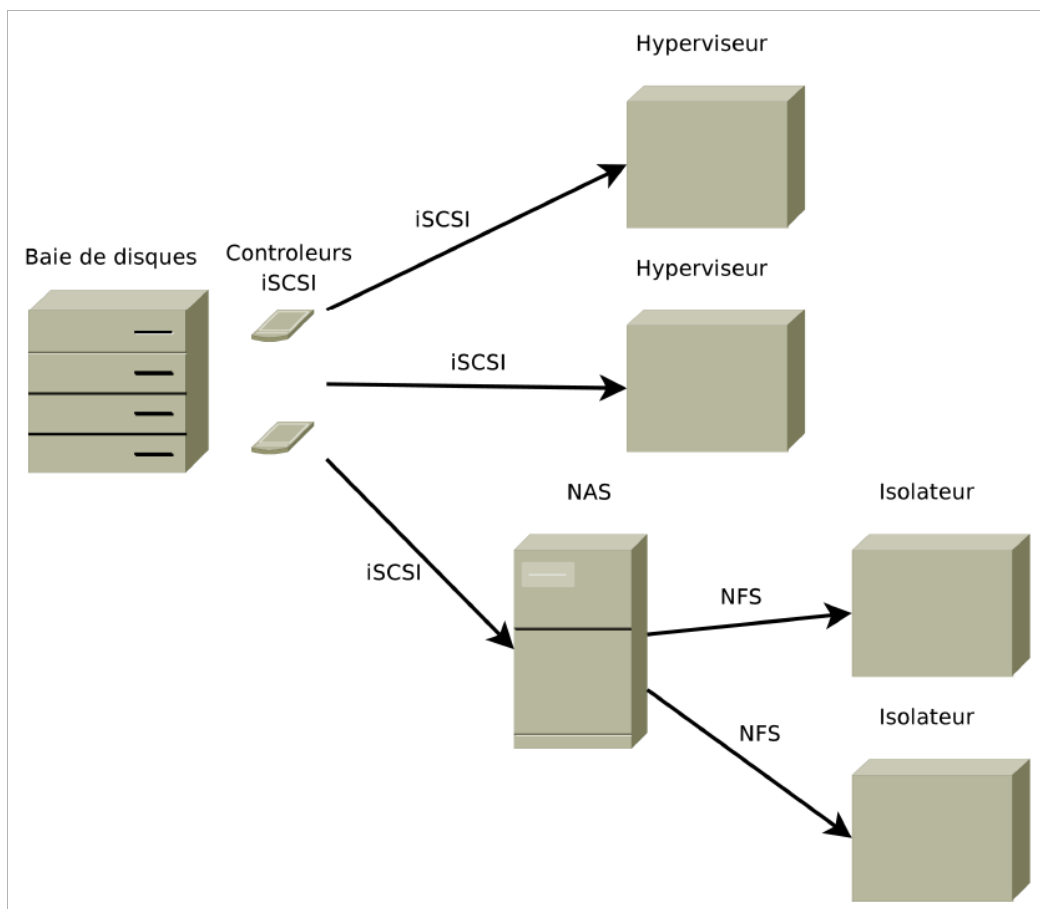 Hyperviseur
iSCSI
Baie de disques
Controleurs
iSCSI
Hyperviseur
iSCSI
NAS
Isolateur
iSCSI
NFS
Isolateur
NFS